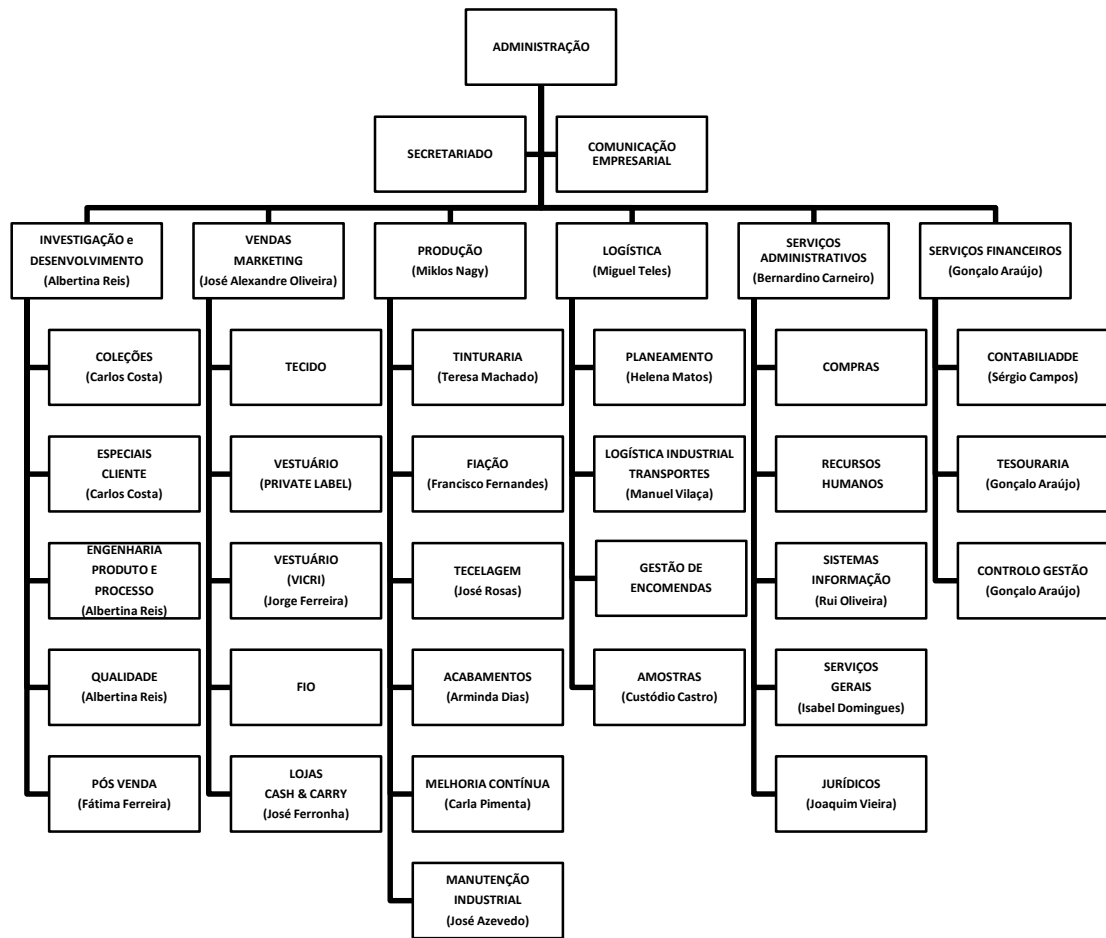 ADMINISTRAÇÃO
SECRETARIADO
COMUNICAÇÃO
EMPRESARIAL
INVESTIGAÇÃO e
DESENVOLVIMENTO
(Albertina Reis)
VENDAS
MARKETING
(José Alexandre Oliveira)
PRODUÇÃO
(Miklos Nagy)
LOGÍSTICA
(Miguel Teles)
SERVIÇOS
ADMINISTRATIVOS
(Bernardino Carneiro)
SERVIÇOS FINANCEIROS
(Gonçalo Araújo)
COLEÇÕES
(Carlos Costa)
ESPECIAIS
CLIENTE
(Carlos Costa)
ENGENHARIA
PRODUTO E
PROCESSO
(Albertina Reis)
QUALIDADE
(Albertina Reis)
PÓS VENDA
(Fátima Ferreira)
TECIDO
VESTUÁRIO
(PRIVATE LABEL)
VESTUÁRIO
(VICRI)
(Jorge Ferreira)
FIO
LOJAS
CASH & CARRY
(José Ferronha)
TINTURARIA
(Teresa Machado)
FIAÇÃO
(Francisco Fernandes)
TECELAGEM
(José Rosas)
ACABAMENTOS
(Arminda Dias)
MELHORIA CONTÍNUA
(Carla Pimenta)
MANUTENÇÃO
INDUSTRIAL
(José Azevedo)
PLANEAMENTO
(Helena Matos)
LOGÍSTICA INDUSTRIAL
TRANSPORTES
(Manuel Vilaça)
GESTÃO DE
ENCOMENDAS
AMOSTRAS
(Custódio Castro)
COMPRAS
RECURSOS
HUMANOS
SISTEMAS
INFORMAÇÃO
(Rui Oliveira)
SERVIÇOS
GERAIS
(Isabel Domingues)
JURÍDICOS
(Joaquim Vieira)
CONTABILIADDE
(Sérgio Campos)
TESOURARIA
(Gonçalo Araújo)
CONTROLO GESTÃO
(Gonçalo Araújo)